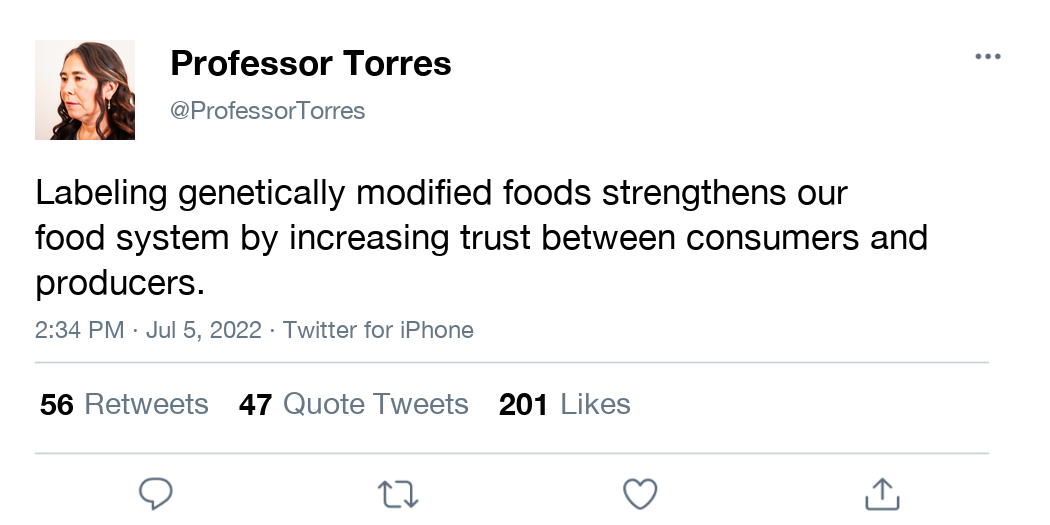 Professor Torres
@ProfessorTorres
Labeling genetically modified foods strengthens our
food system by increasing trust between consumers and
producers.
2:34 PM · Jul 5, 2022 · Twitter for iPhone
56 Retweets 47 Quote Tweets 201 Likes